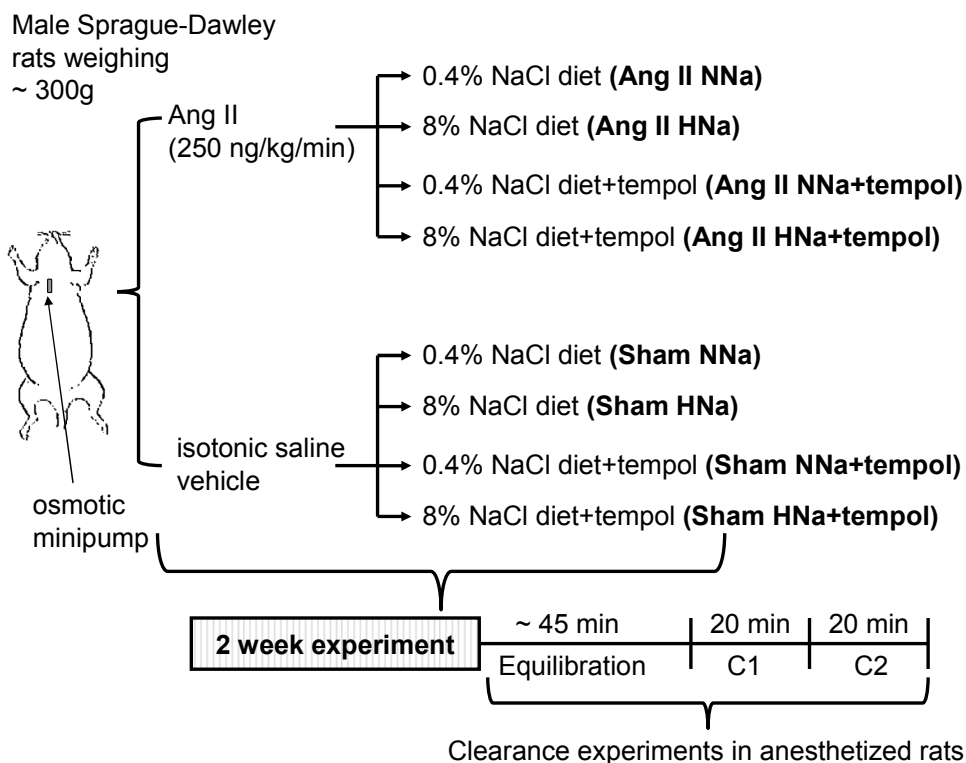 Male Sprague-Dawley
rats weighing
~ 300g
Ang II
(250 ng/kg/min)
0.4% NaCl diet (Ang II NNa)
8% NaCl diet (Ang II HNa)
0.4% NaCl diet+tempol (Ang II NNa+tempol)
8% NaCl diet+tempol (Ang II HNa+tempol)
isotonic saline
vehicle
0.4% NaCl diet (Sham NNa)
8% NaCl diet (Sham HNa)
0.4% NaCl diet+tempol (Sham NNa+tempol)
8% NaCl diet+tempol (Sham HNa+tempol)
osmotic
minipump
2 week experiment
~ 45 min
Equilibration
20 min
C1
20 min
C2
Clearance experiments in anesthetized rats